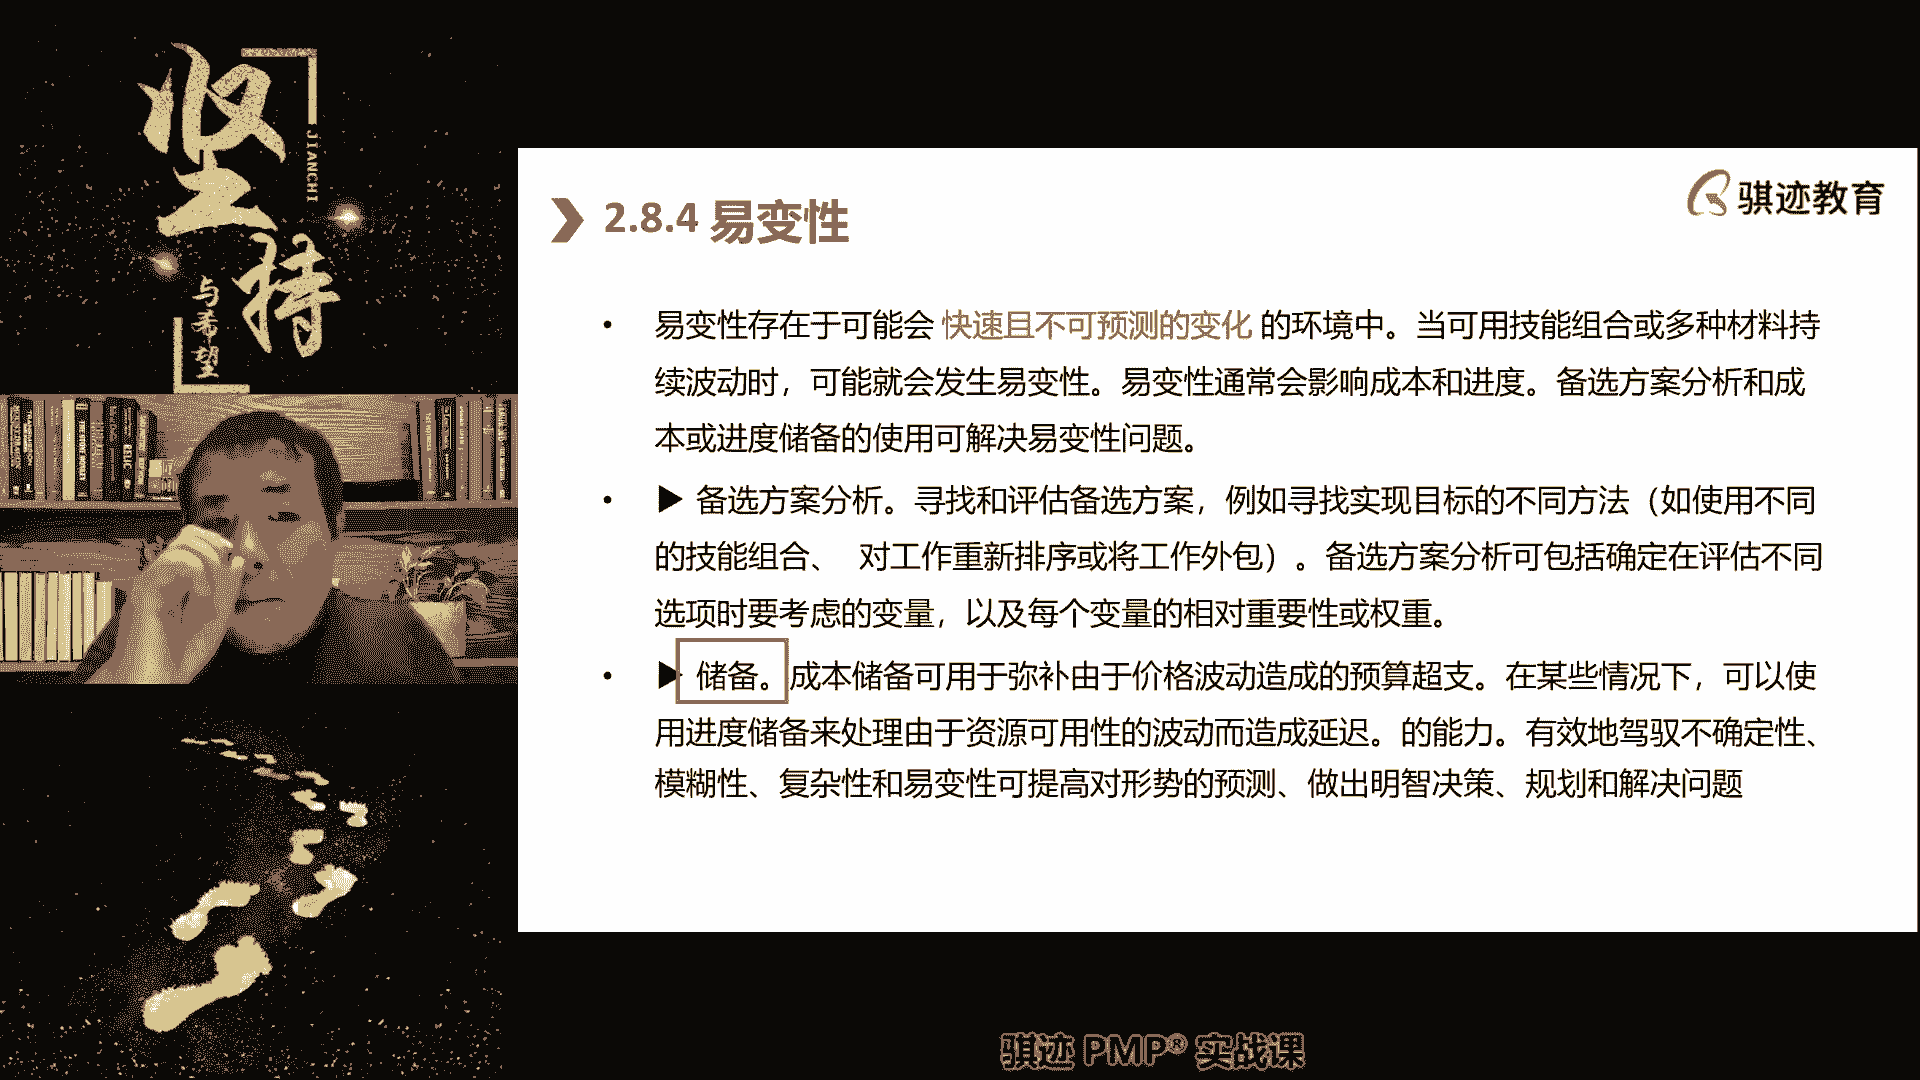 坚持
JIANCHI
与希望
骐迹教育
2.8.4 易变性
• 易变性存在于可能会 快速且不可预测的变化 的环境中。当可用技能组合或多种材料持
续波动时，可能就会发生易变性。易变性通常会影响成本和进度。备选方案分析和成
本或进度储备的使用可解决易变性问题。
• ▶ 备选方案分析。寻找和评估备选方案，例如寻找实现目标的不同方法（如使用不同
的技能组合、 对工作重新排序或将工作外包）。备选方案分析可包括确定在评估不同
选项时要考虑的变量，以及每个变量的相对重要性或权重。
• ▶ 储备。成本储备可用于弥补由于价格波动造成的预算超支。在某些情况下，可以使
用进度储备来处理由于资源可用性的波动而造成延迟。的能力。有效地驾驭不确定性、
模糊性、复杂性和易变性可提高对形势的预测、做出明智决策、规划和解决问题
骐迹 PMP® 实战课